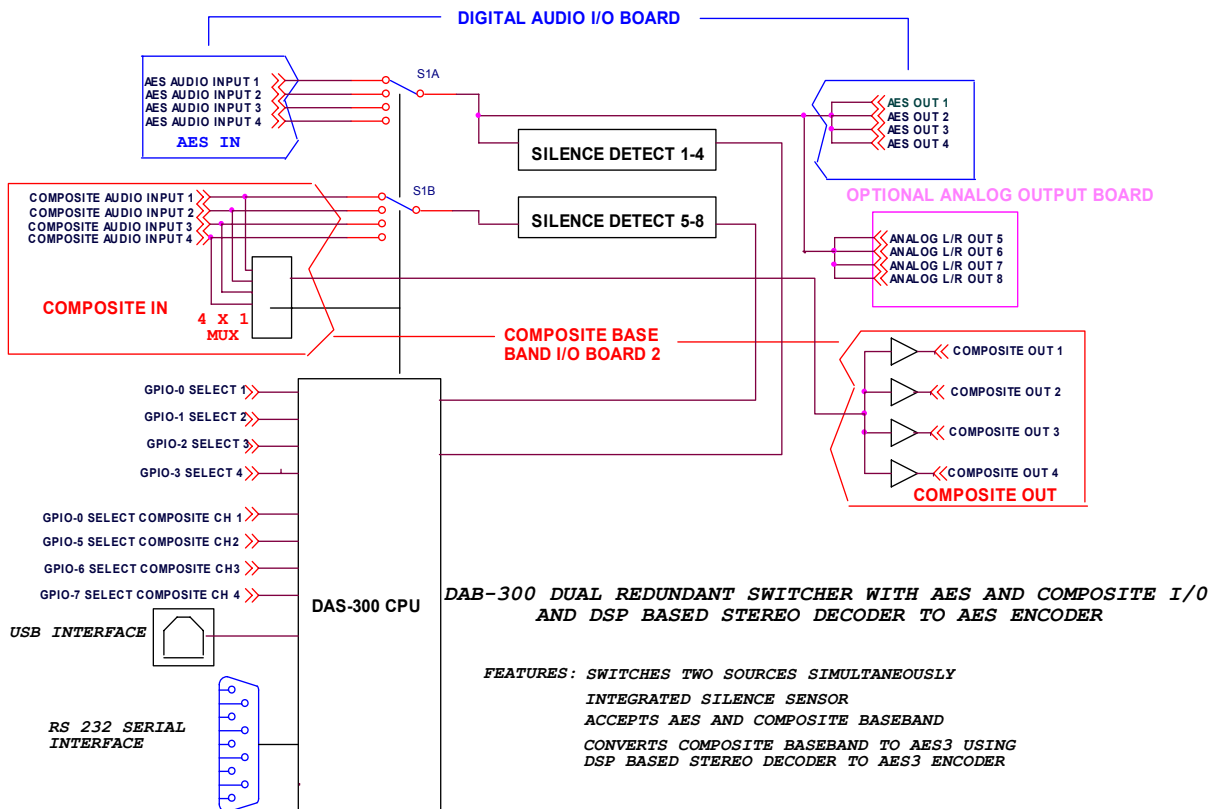 DIGITAL AUDIO I/O BOARD
AES AUDIO INPUT 1
AES AUDIO INPUT 2
AES AUDIO INPUT 3
AES AUDIO INPUT 4
AES IN
S1A
SILENCE DETECT 1-4
AES OUT 1
AES OUT 2
AES OUT 3
AES OUT 4
COMPOSITE AUDIO INPUT 1
COMPOSITE AUDIO INPUT 2
COMPOSITE AUDIO INPUT 3
COMPOSITE AUDIO INPUT 4
S1B
SILENCE DETECT 5-8
OPTIONAL ANALOG OUTPUT BOARD
ANALOG L/R OUT 5
ANALOG L/R OUT 6
ANALOG L/R OUT 7
ANALOG L/R OUT 8
COMPOSITE IN
4 X 1
MUX
COMPOSITE BASE
BAND I/O BOARD 2
COMPOSITE OUT 1
COMPOSITE OUT 2
COMPOSITE OUT 3
COMPOSITE OUT 4
COMPOSITE OUT
GPIO-0 SELECT 1
GPIO-1 SELECT 2
GPIO-2 SELECT 3
GPIO-3 SELECT 4
GPIO-0 SELECT COMPOSITE CH 1
GPIO-5 SELECT COMPOSITE CH2
GPIO-6 SELECT COMPOSITE CH3
GPIO-7 SELECT COMPOSITE CH 4
DAS-300 CPU
USB INTERFACE
RS 232 SERIAL
INTERFACE
DAB-300 DUAL REDUNDANT SWITCHER WITH AES AND COMPOSITE I/0
AND DSP BASED STEREO DECODER TO AES ENCODER
FEATURES: SWITCHES TWO SOURCES SIMULTANEOUSLY
INTEGRATED SILENCE SENSOR
ACCEPTS AES AND COMPOSITE BASEBAND
CONVERTS COMPOSITE BASEBAND TO AES3 USING
DSP BASED STEREO DECODER TO AES3 ENCODER